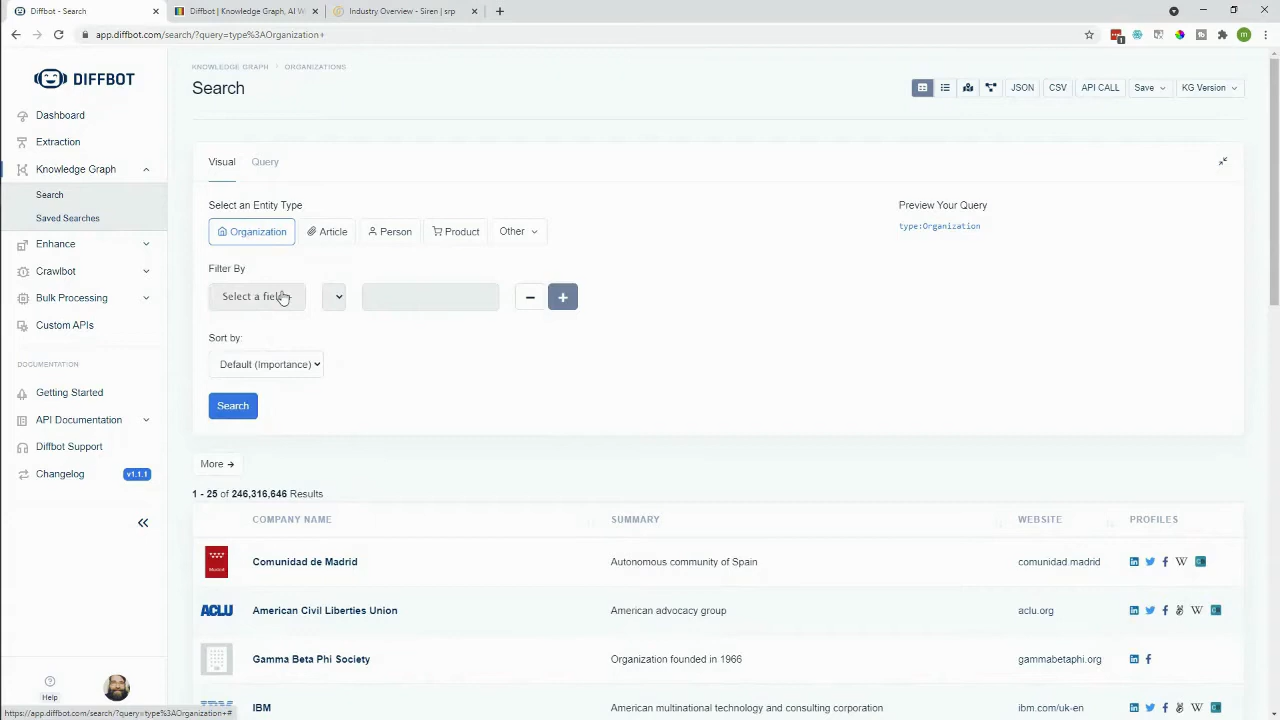 Diffbot - Search
Diffbot | Knowledge Graph, AI W
Industry Overview - Siren | srp
app.diffbot.com/search/?query=type%3AOrganization+
1
m
DIFFBOT
Dashboard
Extraction
Knowledge Graph
Search
Saved Searches
Enhance
Crawlbot
Bulk Processing
Custom APIs
DOCUMENTATION
Getting Started
API Documentation
Diffbot Support
Changelog v1.1.1
Help
KNOWLEDGE GRAPH ORGANIZATIONS
Search
JSON CSV API CALL Save KG Version
Visual Query
Select an Entity Type
Organization Article Person Product Other
Preview Your Query
type:Organization
Filter By
Select a field
Sort by:
Default (Importance)
Search
More →
1 - 25 of 246,316,646 Results
COMPANY NAME SUMMARY WEBSITE PROFILES
Comunidad de Madrid Autonomous community of Spain comunidad madrid
ACLU American Civil Liberties Union American advocacy group aclu.org
Gamma Beta Phi Society Organization founded in 1966 gammabetaphi.org
IBM American multinational technology and consulting corporation ibm.com/uk-en
https://app.diffbot.com/search/?query=type%3AOrganization+#